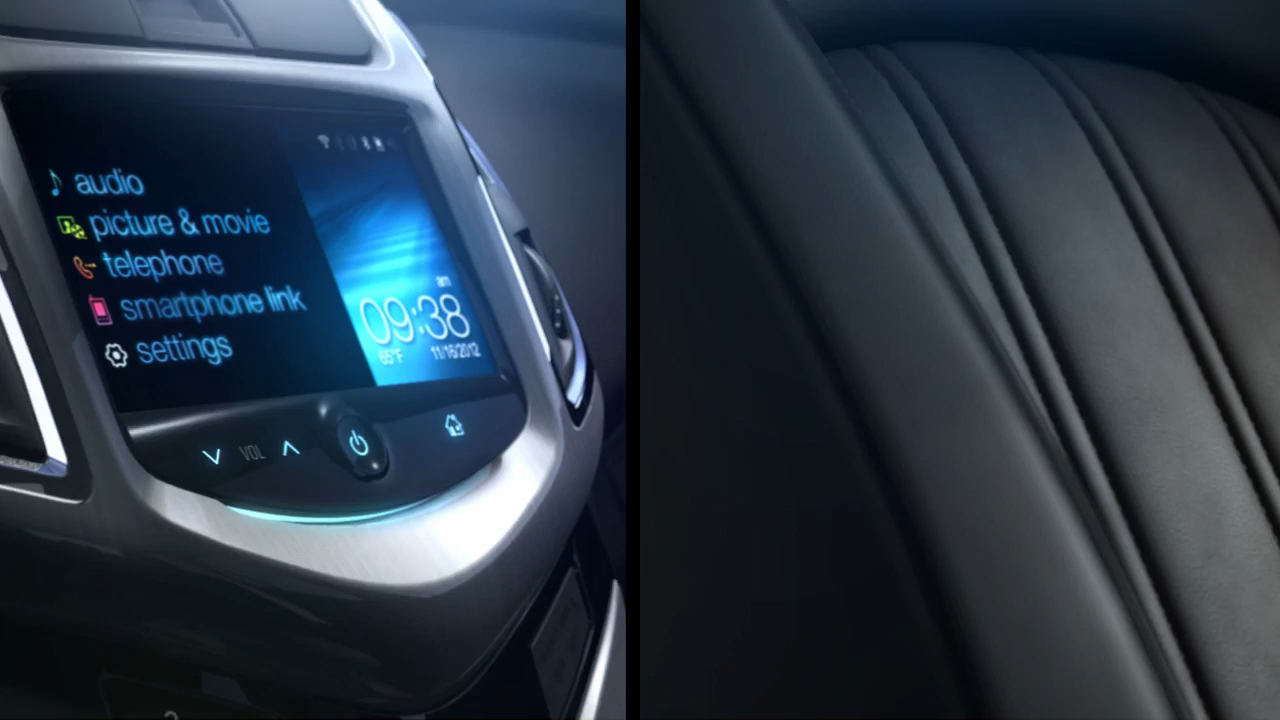 audio
picture & movie
telephone
smartphone link
settings
am
09:38
65°F 11/16/2012
VOL